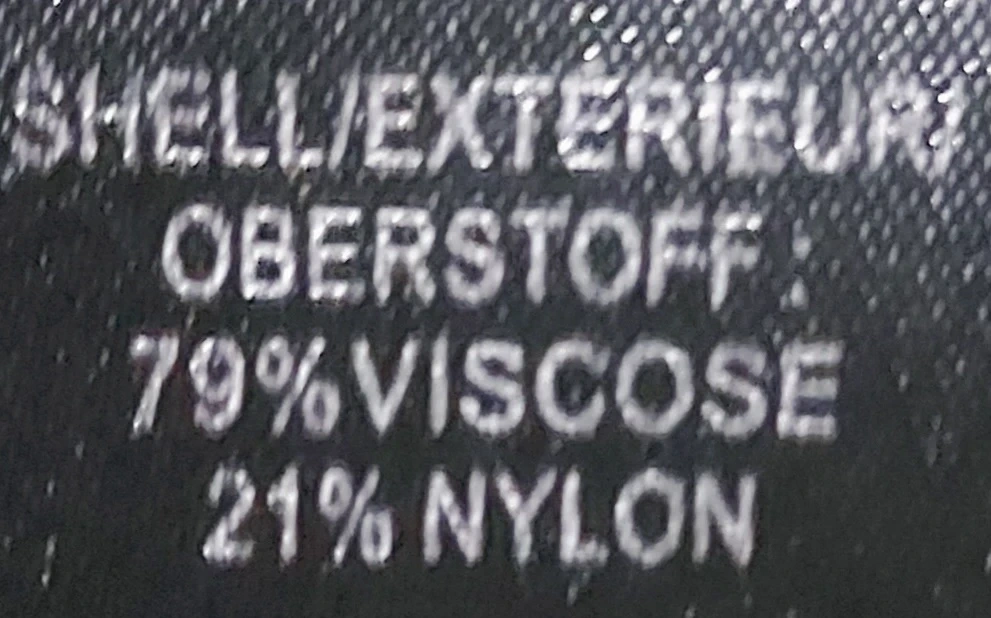 SHELL/EXTÉRIEUR/
OBERSTOFF :
79% VISCOSE
21% NYLON